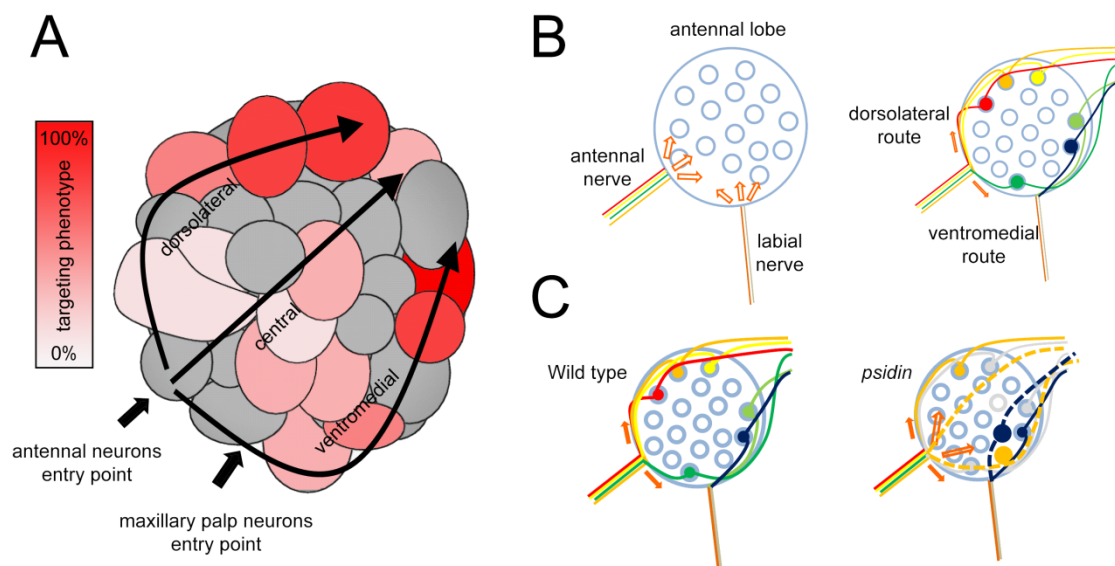 A
100%
targeting phenotype
0%
dorsolateral
central
ventromedial
antennal neurons
entry point
maxillary palp neurons
entry point
B
antennal lobe
antennal
nerve
labial
nerve
dorsolateral
route
ventromedial
route
C
Wild type
psidin